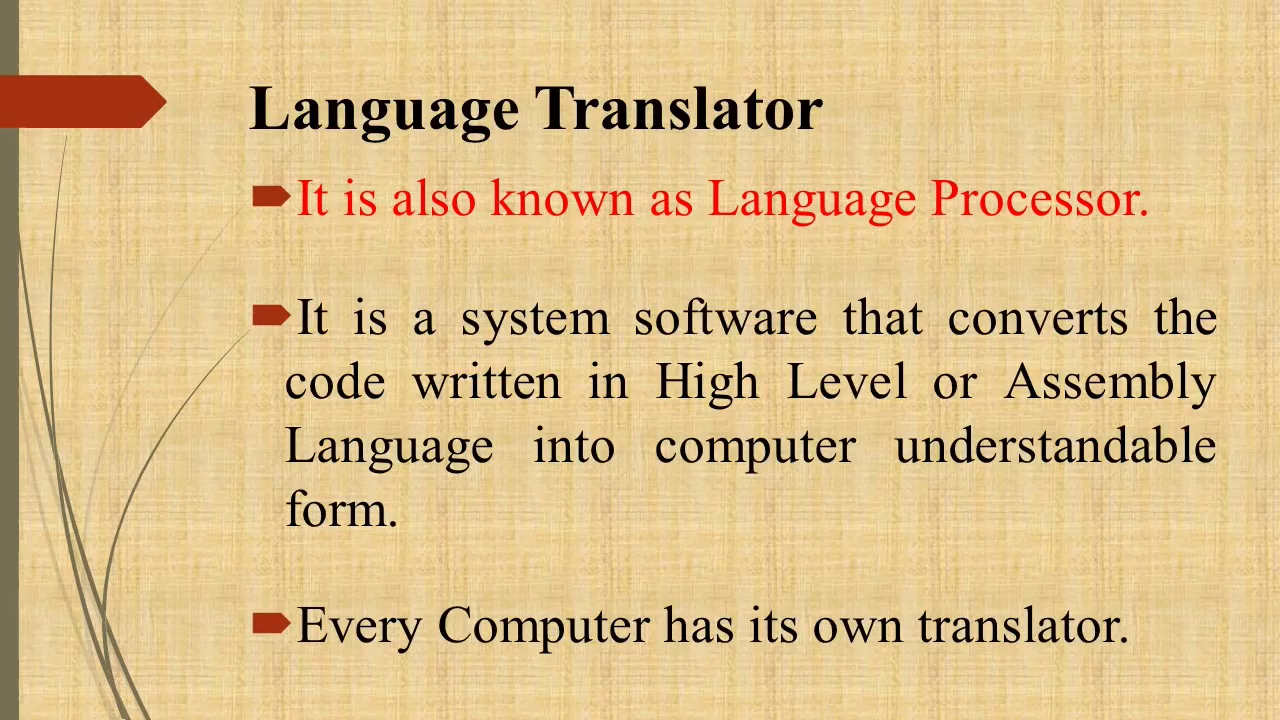 Language Translator
It is also known as Language Processor.
It is a system software that converts the
code written in High Level or Assembly
Language into computer understandable
form.
Every Computer has its own translator.